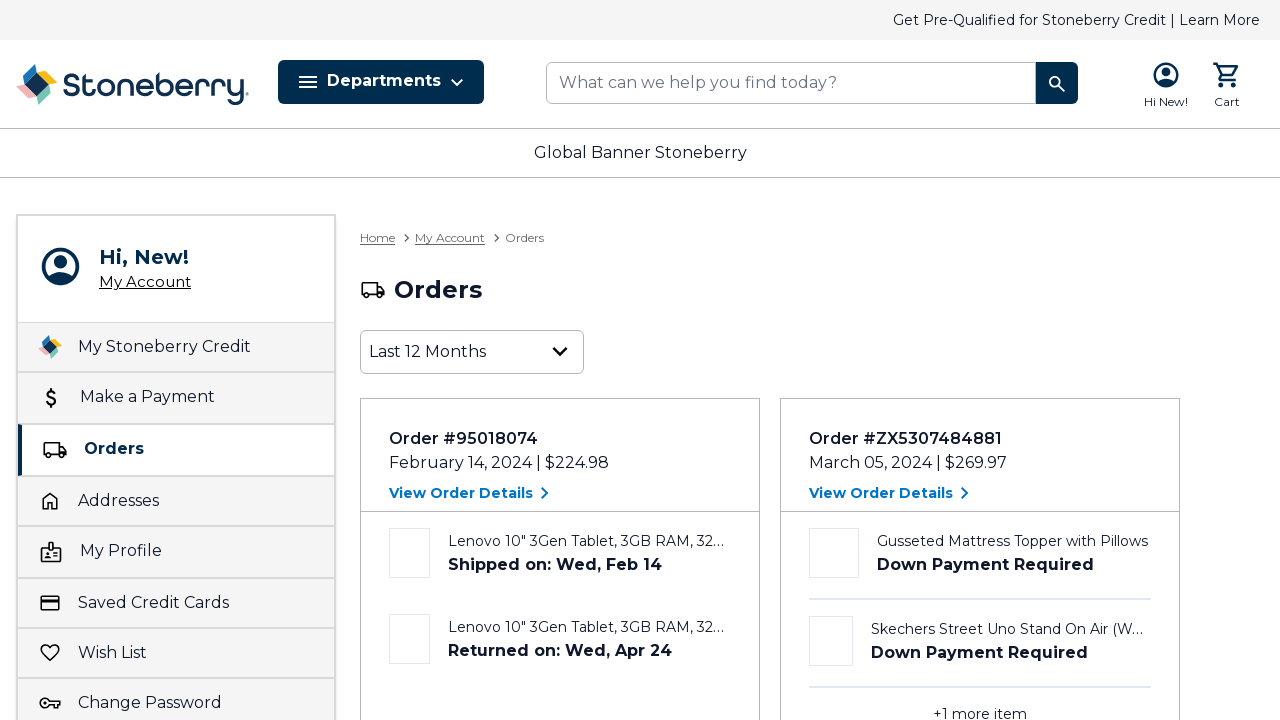 Get Pre-Qualified for Stoneberry Credit | Learn More
Stoneberry
Departments
What can we help you find today?
Hi New!
Cart
Global Banner Stoneberry
Hi, New!
My Account
My Stoneberry Credit
Make a Payment
Orders
Addresses
My Profile
Saved Credit Cards
Wish List
Change Password
Home
My Account
Orders
Orders
Last 12 Months
Order #95018074
February 14, 2024 | $224.98
View Order Details
Lenovo 10" 3Gen Tablet, 3GB RAM, 32...
Shipped on: Wed, Feb 14
Lenovo 10" 3Gen Tablet, 3GB RAM, 32...
Returned on: Wed, Apr 24
Order #ZX5307484881
March 05, 2024 | $269.97
View Order Details
Gusseted Mattress Topper with Pillows
Down Payment Required
Skechers Street Uno Stand On Air (W...
Down Payment Required
+1 more item